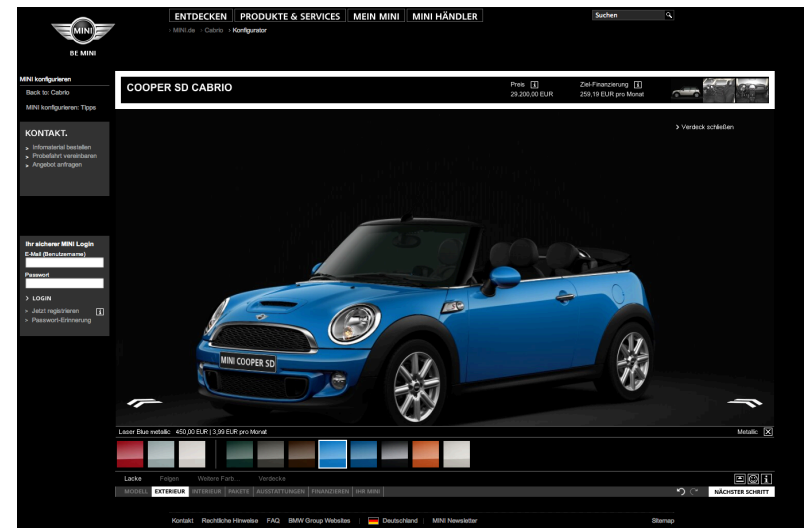 MINI
BE MINI
ENTDECKEN PRODUKTE & SERVICES MEIN MINI MINI HÄNDLER
Suchen
› MINI.de › Cabrio › Konfigurator
MINI konfigurieren
Back to: Cabrio
MINI konfigurieren: Tipps
KONTAKT.
Infomaterial bestellen
Probefahrt vereinbaren
Angebot anfragen
Ihr sicherer MINI Login
E-Mail (Benutzername)
Passwort
> LOGIN
> Jetzt registrieren i
> Passwort-Erinnerung
COOPER SD CABRIO
Preis i
29.200,00 EUR
Ziel-Finanzierung i
259,19 EUR pro Monat
> Verdeck schließen
MINI COOPER SD
Laser Blue metallic 450,00 EUR | 3,99 EUR pro Monat
Metallic X
Lacke Felgen Weitere Farb... Verdecke
MODELL EXTERIEUR INTERIEUR PAKETE AUSSTATTUNGEN FINANZIEREN IHR MINI
NÄCHSTER SCHRITT
Kontakt Rechtliche Hinweise FAQ BMW Group Websites | Deutschland | MINI Newsletter
Sitemap